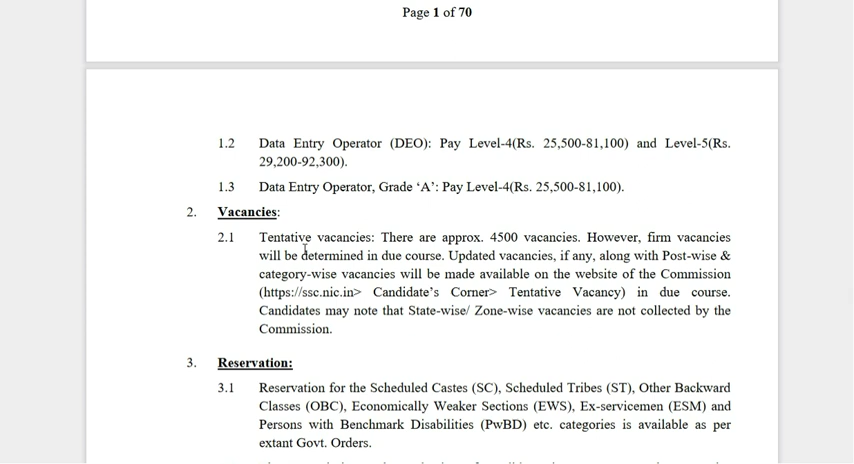 Page 1 of 70
1.2 Data Entry Operator (DEO): Pay Level-4(Rs. 25,500-81,100) and Level-5(Rs.
29,200-92,300).
1.3 Data Entry Operator, Grade ‘A’: Pay Level-4(Rs. 25,500-81,100).
2. Vacancies:
2.1 Tentative vacancies: There are approx. 4500 vacancies. However, firm vacancies
will be determined in due course. Updated vacancies, if any, along with Post-wise &
category-wise vacancies will be made available on the website of the Commission
(https://ssc.nic.in> Candidate’s Corner> Tentative Vacancy) in due course.
Candidates may note that State-wise/ Zone-wise vacancies are not collected by the
Commission.
3. Reservation:
3.1 Reservation for the Scheduled Castes (SC), Scheduled Tribes (ST), Other Backward
Classes (OBC), Economically Weaker Sections (EWS), Ex-servicemen (ESM) and
Persons with Benchmark Disabilities (PwBD) etc. categories is available as per
extant Govt. Orders.